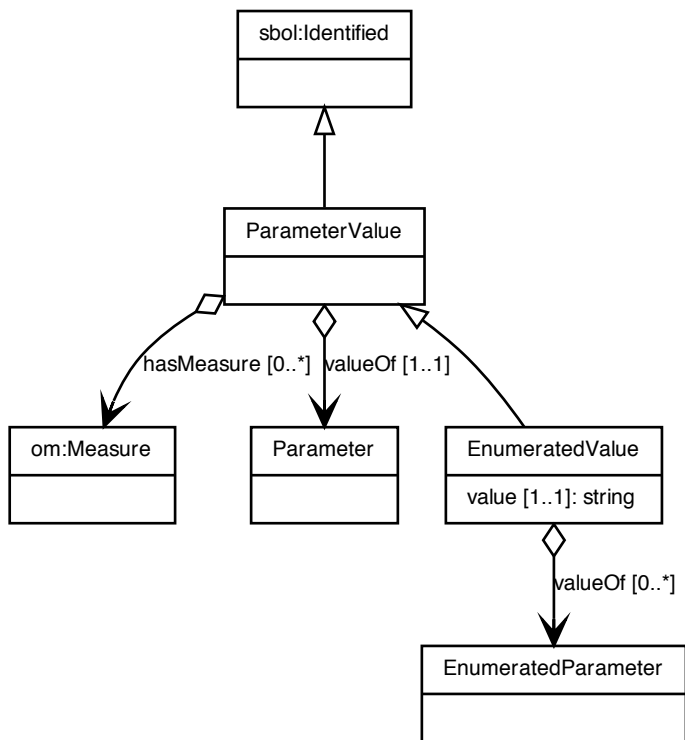 sbol:Identified
ParameterValue
hasMeasure [0..*]
valueOf [1..1]
om:Measure
Parameter
EnumeratedValue
value [1..1]: string
valueOf [0..*]
EnumeratedParameter